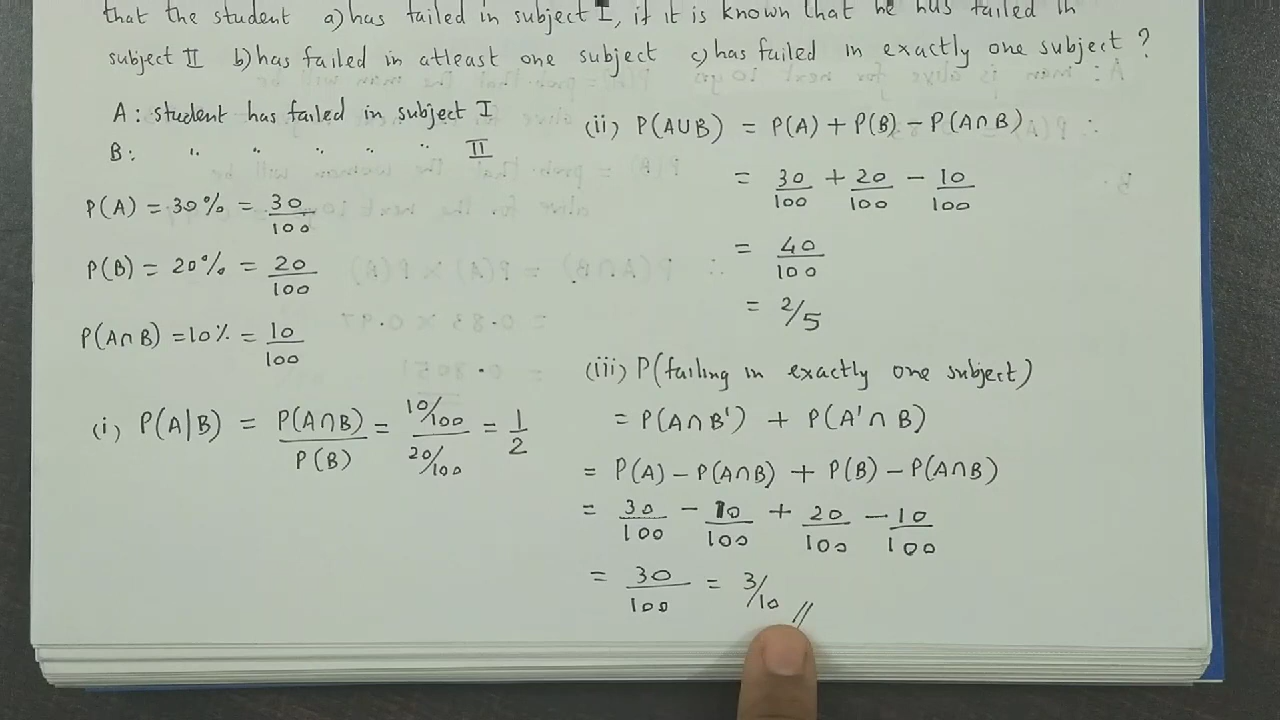 that the student a) has failed in subject I, if it is known that he has failed in
subject II b) has failed in atleast one subject c) has failed in exactly one subject ?
A : student has failed in subject I
B : " " " " " II
P(A) = 30% = 30/100
P(B) = 20% = 20/100
P(A∩B) = 10% = 10/100
(i) P(A|B) = P(A∩B)/P(B) = (10/100)/(20/100) = 1/2
(ii) P(A∪B) = P(A) + P(B) - P(A∩B)
= 30/100 + 20/100 - 10/100
= 40/100
= 2/5
(iii) P(failing in exactly one subject)
= P(A∩B') + P(A'∩B)
= P(A) - P(A∩B) + P(B) - P(A∩B)
= 30/100 - 10/100 + 20/100 - 10/100
= 30/100 = 3/10 //